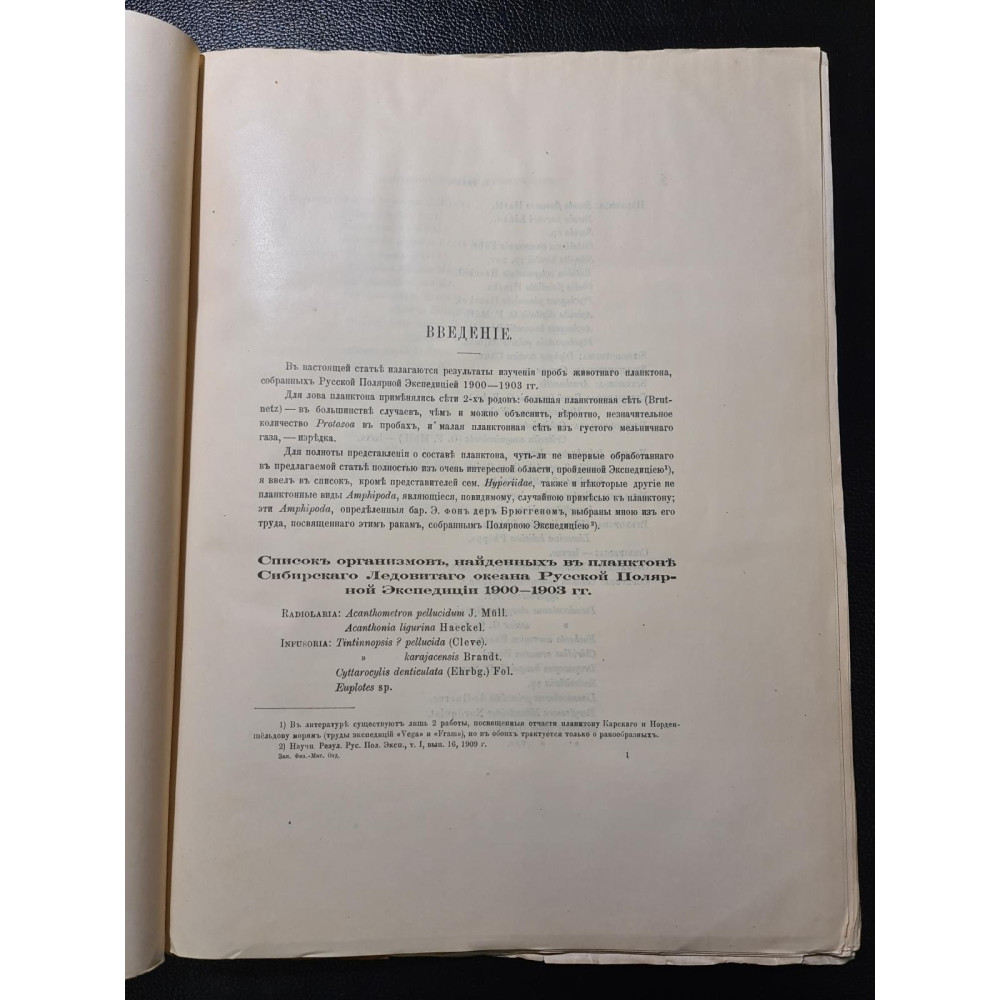 ВВЕДЕНІЕ.
Въ настоящей статьѣ излагаются результаты изученія пробъ животнаго планктона,
собранныхъ Русской Полярной Экспедиціей 1900—1903 гг.
Для лова планктона примѣнялись сѣти 2-хъ родовъ: большая планктонная сѣть (Brut-
netz) — въ большинствѣ случаевъ, чѣмъ и можно объяснить, вѣроятно, незначительное
количество Protozoa въ пробахъ, и малая планктонная сѣть изъ густого мельничнаго
газа, — изрѣдка.
Для полноты представленія о составѣ планктона, чуть-ли не впервые обработаннаго
въ предлагаемой статьѣ полностью изъ очень интересной области, пройденной Экспедиціею¹),
я ввелъ въ списокъ, кромѣ представителей сем. Hyperiidae, также и нѣкоторые другіе не
планктонные виды Amphipoda, являющіеся, повидимому, случайною примѣсью къ планктону;
эти Amphipoda, опредѣленныя бар. Э. фонъ деръ Брюггеномъ, выбраны мною изъ его
труда, посвященнаго этимъ ракамъ, собраннымъ Полярною Экспедиціею²).
Списокъ организмовъ, найденныхъ въ планктонѣ
Сибирскаго Ледовитаго океана Русской Поляр-
ной Экспедиціи 1900—1903 гг.
Radiolaria: Acanthometron pellucidum J. Müll.
Acanthonia ligurina Haeckel.
Infusoria: Tintinnopsis ? pellucida (Cleve).
» karajacensis Brandt.
Cyttarocylis denticulata (Ehrbg.) Fol.
Euplotes sp.
1) Въ литературѣ существуютъ лишь 2 работы, посвященныя отчасти планктону Карскаго и Норден-
шёльдову морямъ (труды экспедицій «Vega» и «Fram»), но въ обоихъ трактуется только о ракообразныхъ.
2) Научн. Резул. Рус. Пол. Эксп., т. I, вып. 16, 1909 г.
Зап. Физ.-Мат. Отд. 1